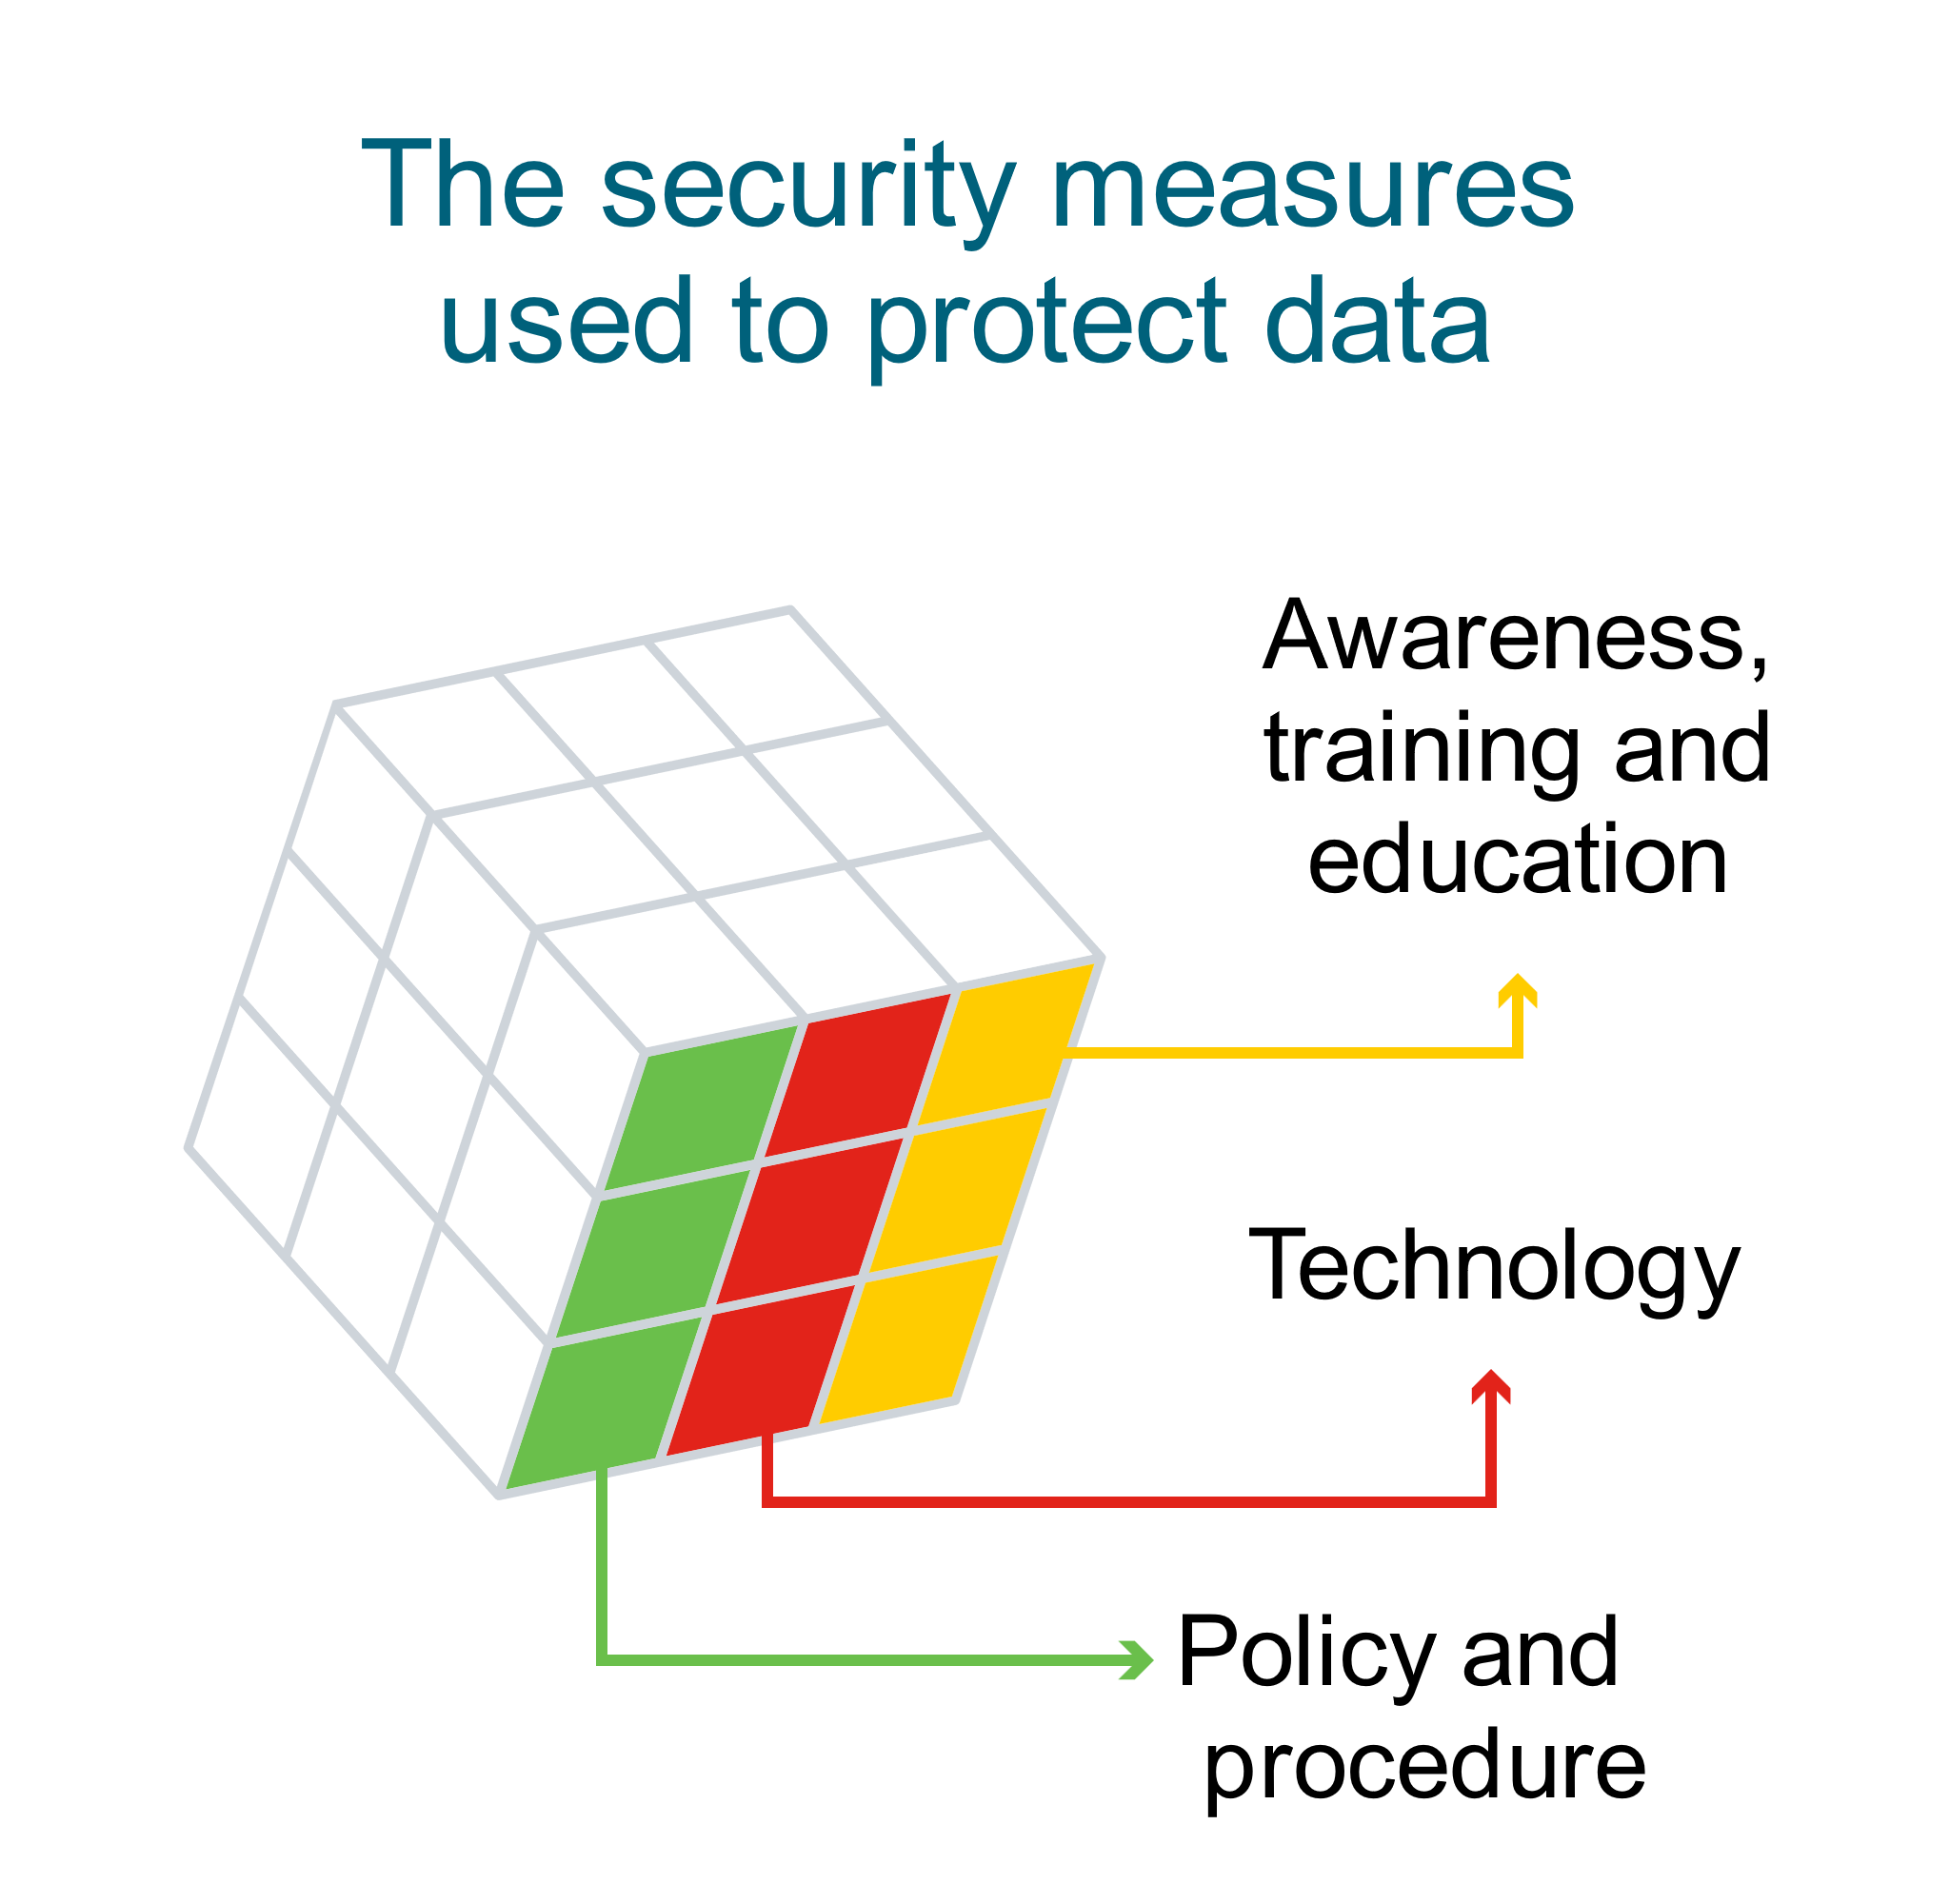 The security measures
used to protect data
Awareness,
training and
education
Technology
Policy and
procedure